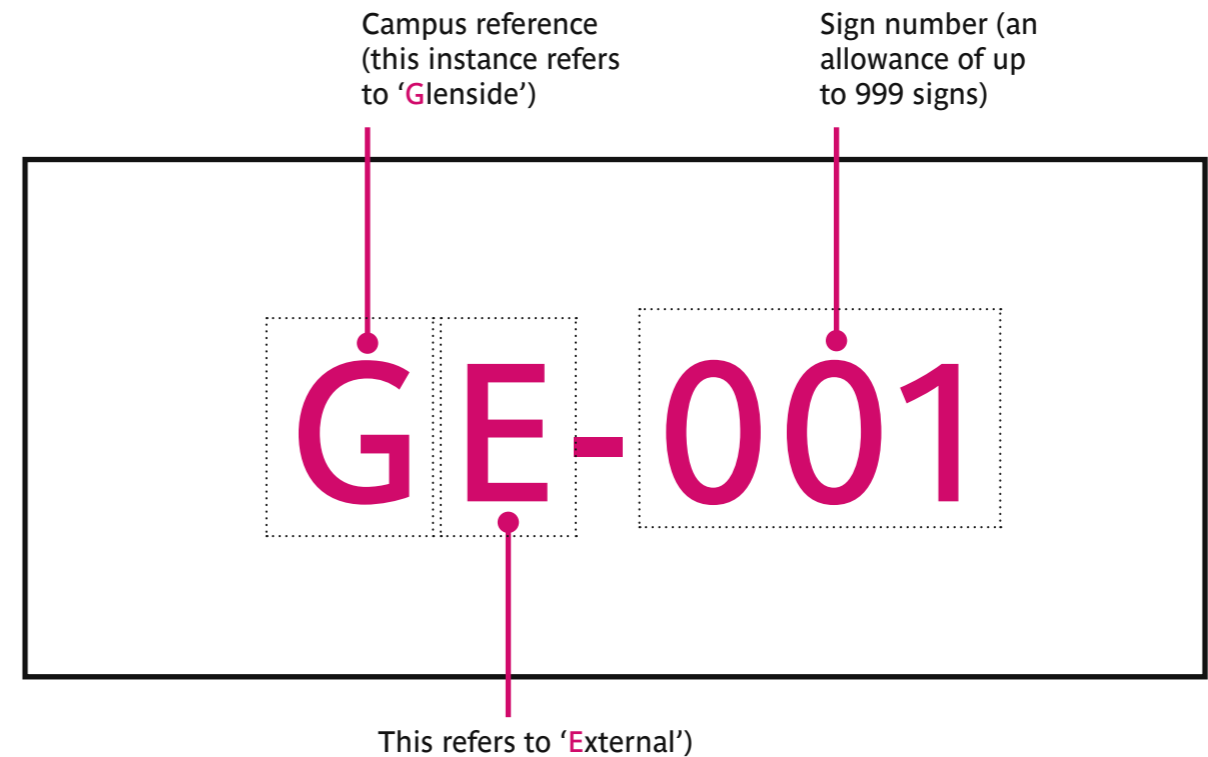 Campus reference
(this instance refers
to ‘Glenside’)
Sign number (an
allowance of up
to 999 signs)
GE-001
This refers to ‘External’)